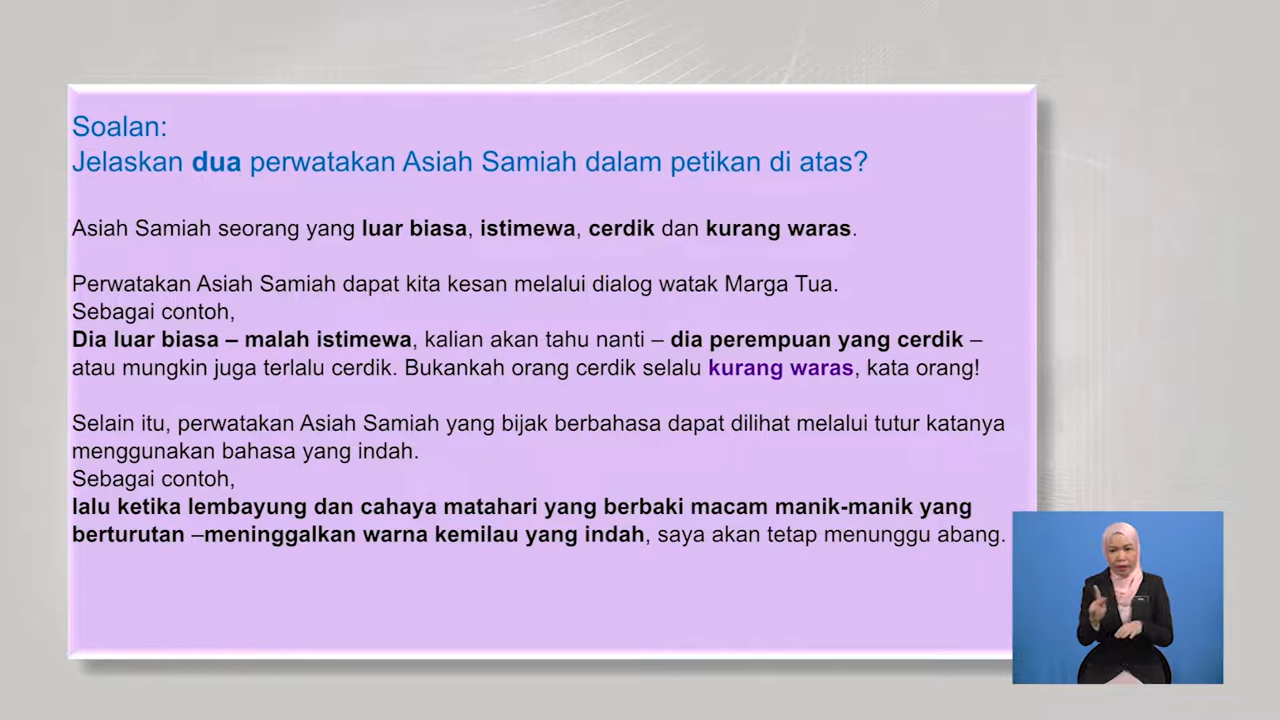 Soalan:
Jelaskan dua perwatakan Asiah Samiah dalam petikan di atas?
Asiah Samiah seorang yang luar biasa, istimewa, cerdik dan kurang waras.
Perwatakan Asiah Samiah dapat kita kesan melalui dialog watak Marga Tua.
Sebagai contoh,
Dia luar biasa – malah istimewa, kalian akan tahu nanti – dia perempuan yang cerdik –
atau mungkin juga terlalu cerdik. Bukankah orang cerdik selalu kurang waras, kata orang!
Selain itu, perwatakan Asiah Samiah yang bijak berbahasa dapat dilihat melalui tutur katanya
menggunakan bahasa yang indah.
Sebagai contoh,
lalu ketika lembayung dan cahaya matahari yang berbaki macam manik-manik yang
berturutan –meninggalkan warna kemilau yang indah, saya akan tetap menunggu abang.